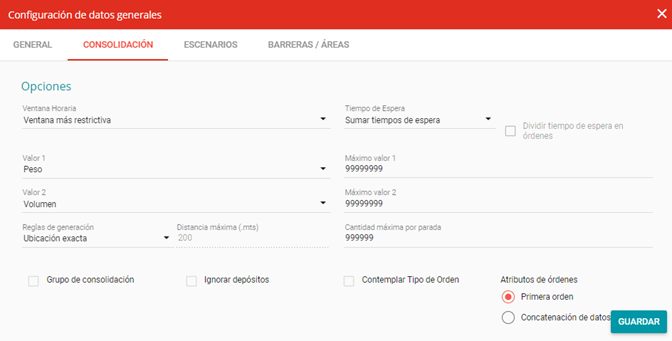 Configuración de datos generales
GENERAL CONSOLIDACIÓN ESCENARIOS BARRERAS / ÁREAS
Opciones
Ventana Horaria Tiempo de Espera
Ventana más restrictiva Sumar tiempos de espera
Dividir tiempo de espera en
órdenes
Valor 1 Máximo valor 1
Peso 99999999
Valor 2 Máximo valor 2
Volumen 99999999
Reglas de generación Distancia máxima (.mts) Cantidad máxima por parada
Ubicación exacta 200 999999
Grupo de consolidación Ignorar depósitos Contemplar Tipo de Orden Atributos de órdenes
Primera orden
Concatenación de datos
GUARDAR